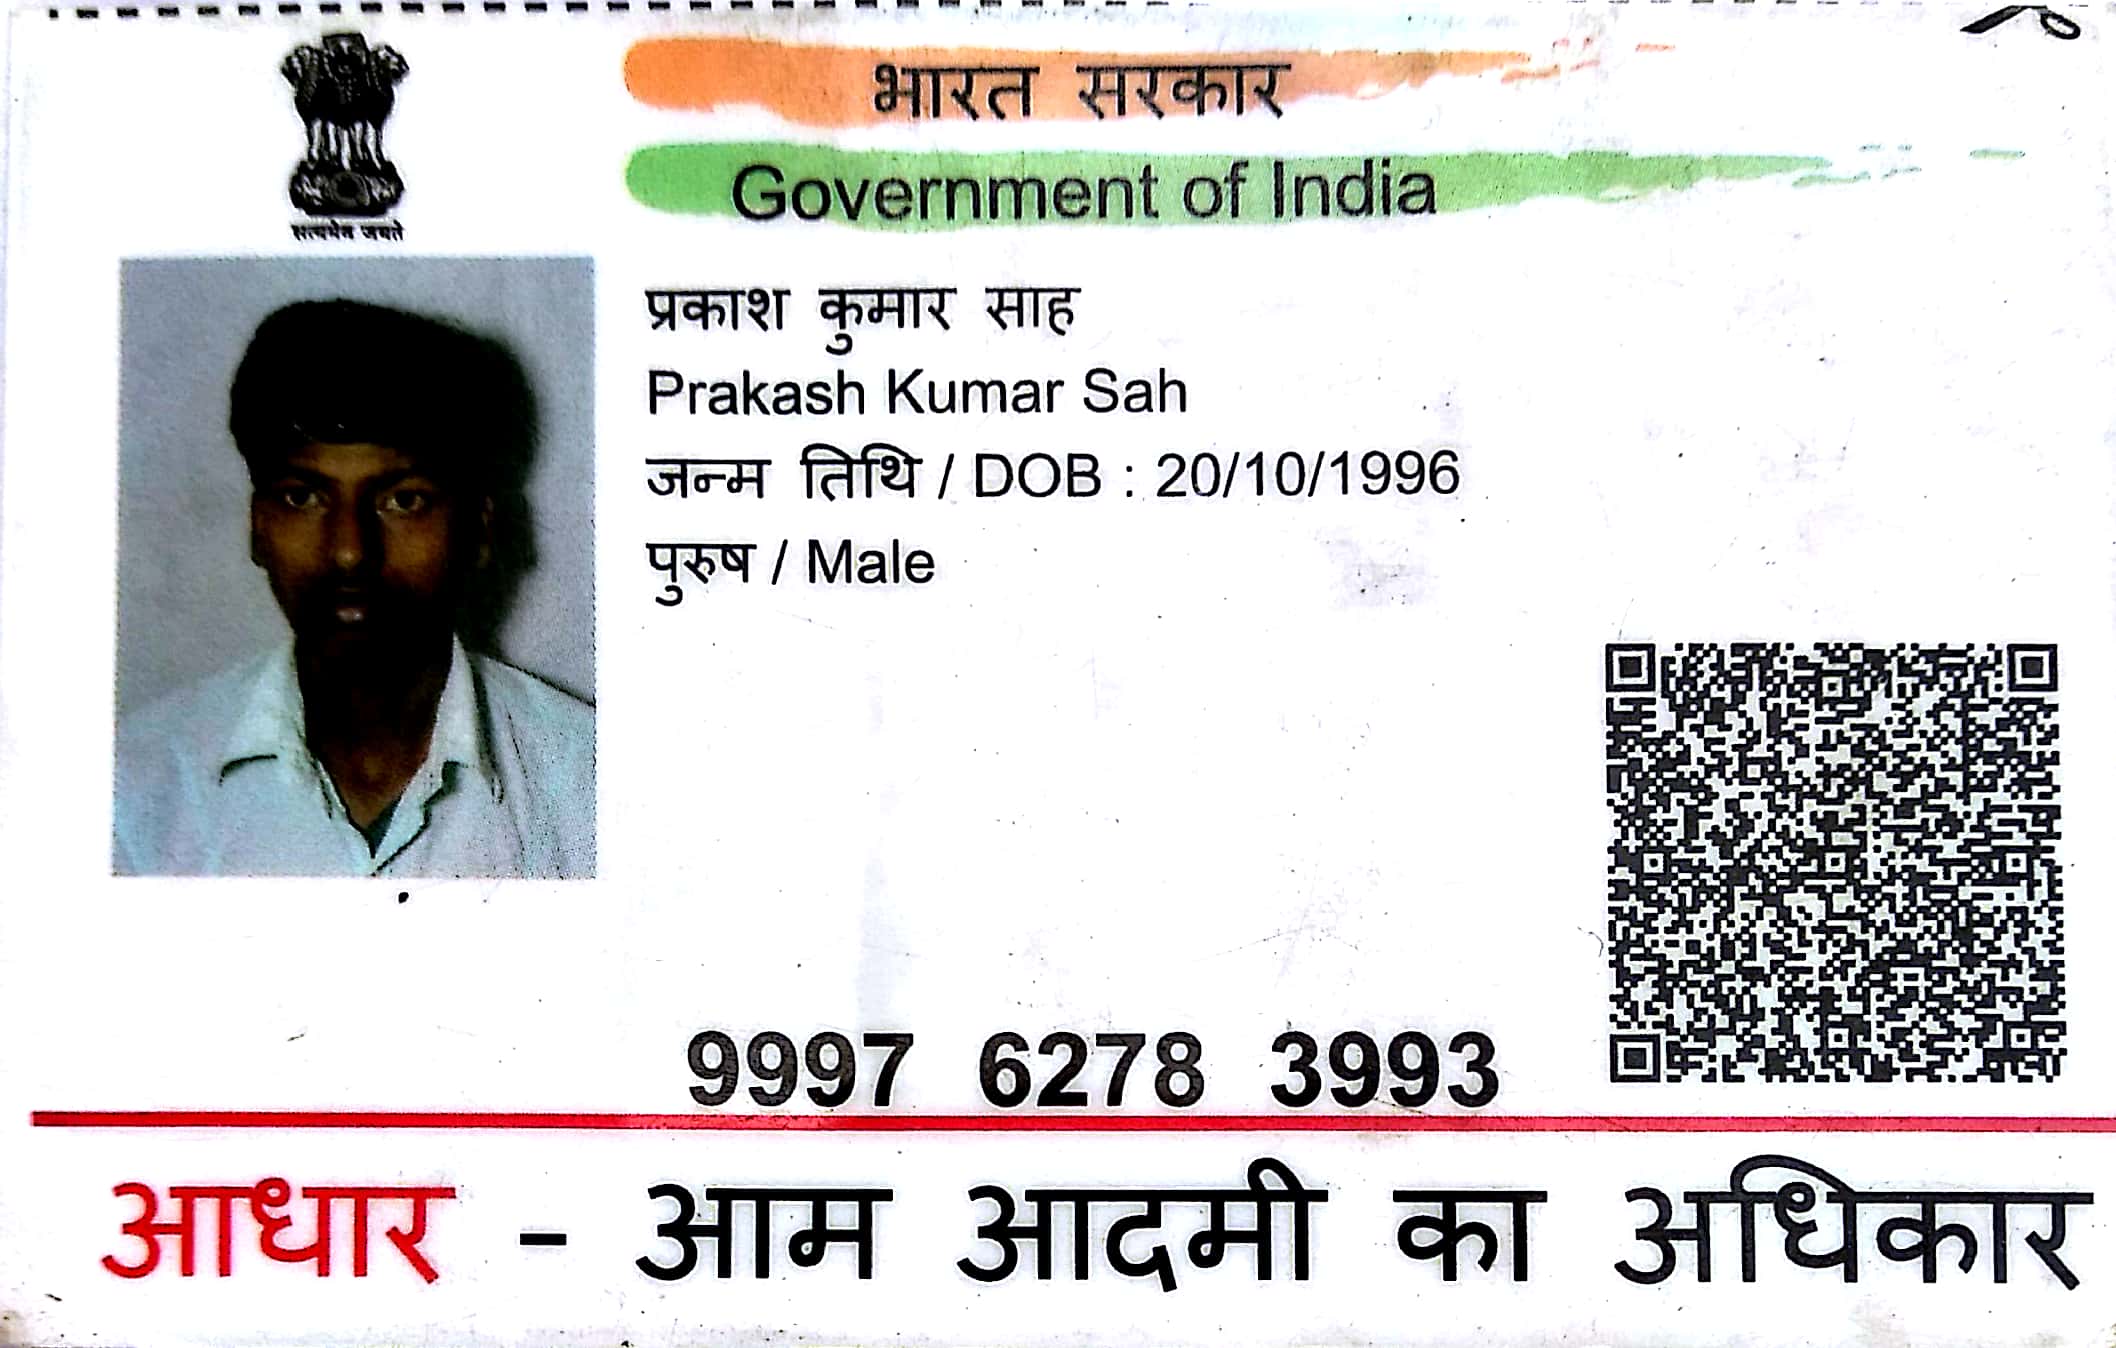 भारत सरकार
Government of India
सत्यमेव जयते
प्रकाश कुमार साह
Prakash Kumar Sah
जन्म तिथि / DOB : 20/10/1996
पुरुष / Male
9997 6278 3993
आधार - आम आदमी का अधिकार